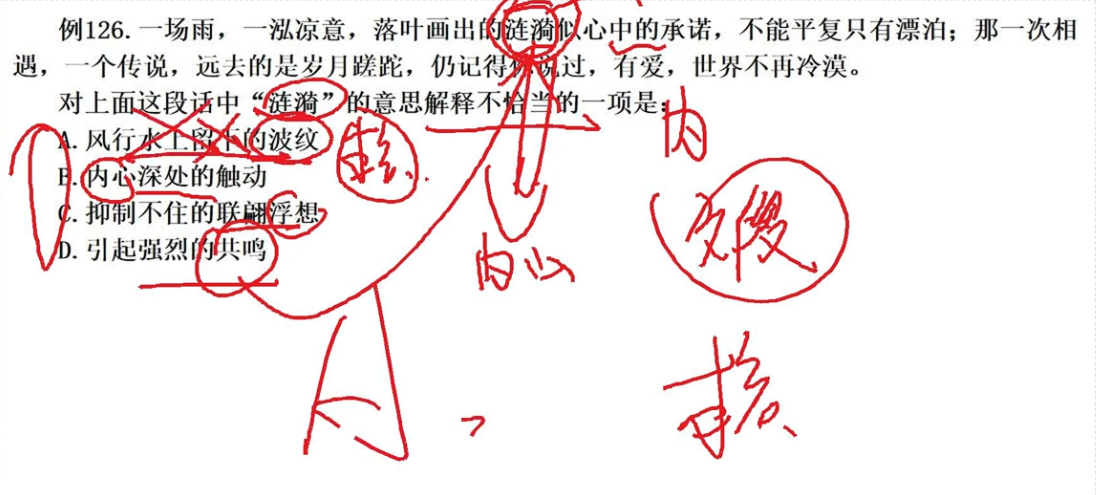 例126.一场雨，一泓凉意，落叶画出的涟漪似心中的承诺，不能平复只有漂泊；那一次相
遇，一个传说，远去的是岁月蹉跎，仍记得你说过，有爱，世界不再冷漠。
对上面这段话中“涟漪”的意思解释不恰当的一项是：
A.风行水上留下的波纹
B.内心深处的触动
C.抑制不住的联翩浮想
D.引起强烈的共鸣
内
内心